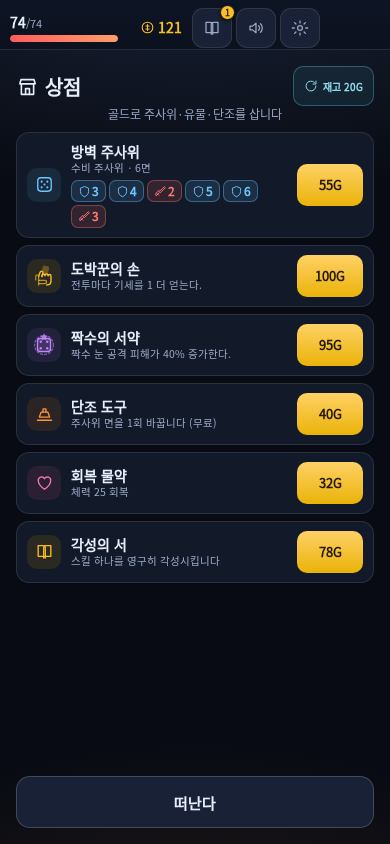 74/74
121
1
상점
재고 20G
골드로 주사위·유물·단조를 삽니다
방벽 주사위
수비 주사위 · 6면
3 4 2 5 6
3
55G
도박꾼의 손
전투마다 기세를 1 더 얻는다.
100G
짝수의 서약
짝수 눈 공격 피해가 40% 증가한다.
95G
단조 도구
주사위 면을 1회 바꿉니다 (무료)
40G
회복 물약
체력 25 회복
32G
각성의 서
스킬 하나를 영구히 각성시킵니다
78G
떠난다